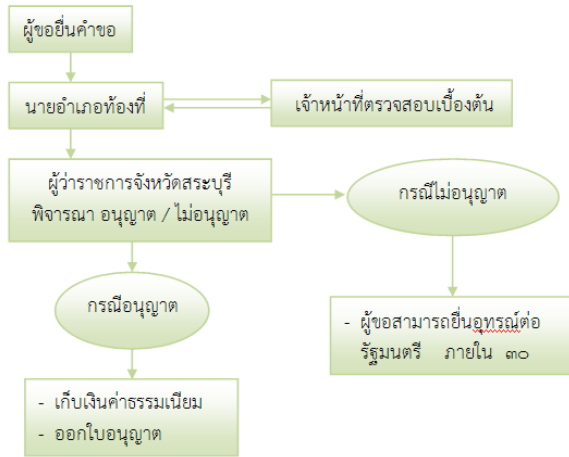 ผู้ขอยื่นคำขอ
นายอำเภอท้องที่
เจ้าหน้าที่ตรวจสอบเบื้องต้น
ผู้ว่าราชการจังหวัดสระบุรี
พิจารณา อนุญาต / ไม่อนุญาต
กรณีไม่อนุญาต
กรณีอนุญาต
- ผู้ขอสามารถยื่นอุทรณ์ต่อ
รัฐมนตรี ภายใน ๓๐
- เก็บเงินค่าธรรมเนียม
- ออกใบอนุญาต